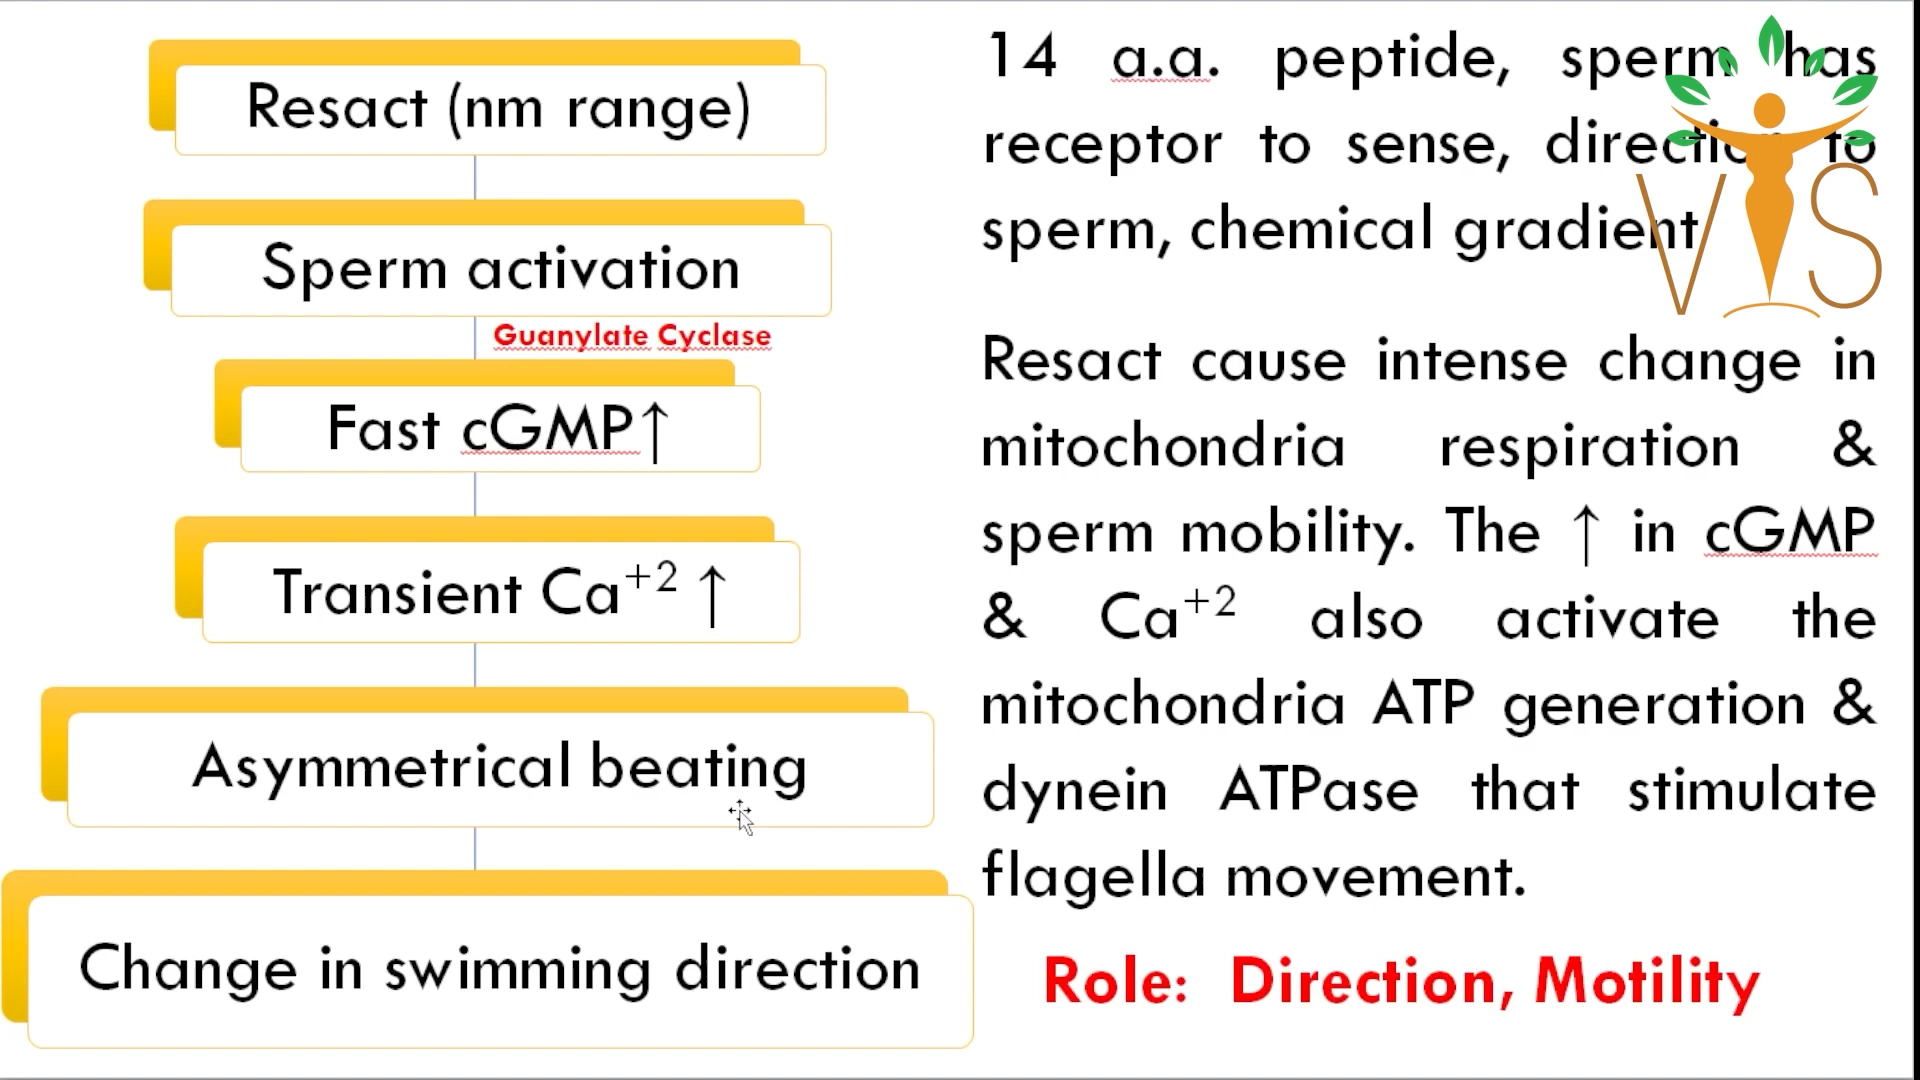 Resact (nm range)
Sperm activation
Guanylate Cyclase
Fast cGMP↑
Transient Ca⁺² ↑
Asymmetrical beating
Change in swimming direction
14 a.a. peptide, sperm has
receptor to sense, direction to
sperm, chemical gradient
Resact cause intense change in
mitochondria respiration &
sperm mobility. The ↑ in cGMP
& Ca⁺² also activate the
mitochondria ATP generation &
dynein ATPase that stimulate
flagella movement.
Role: Direction, Motility
VIS